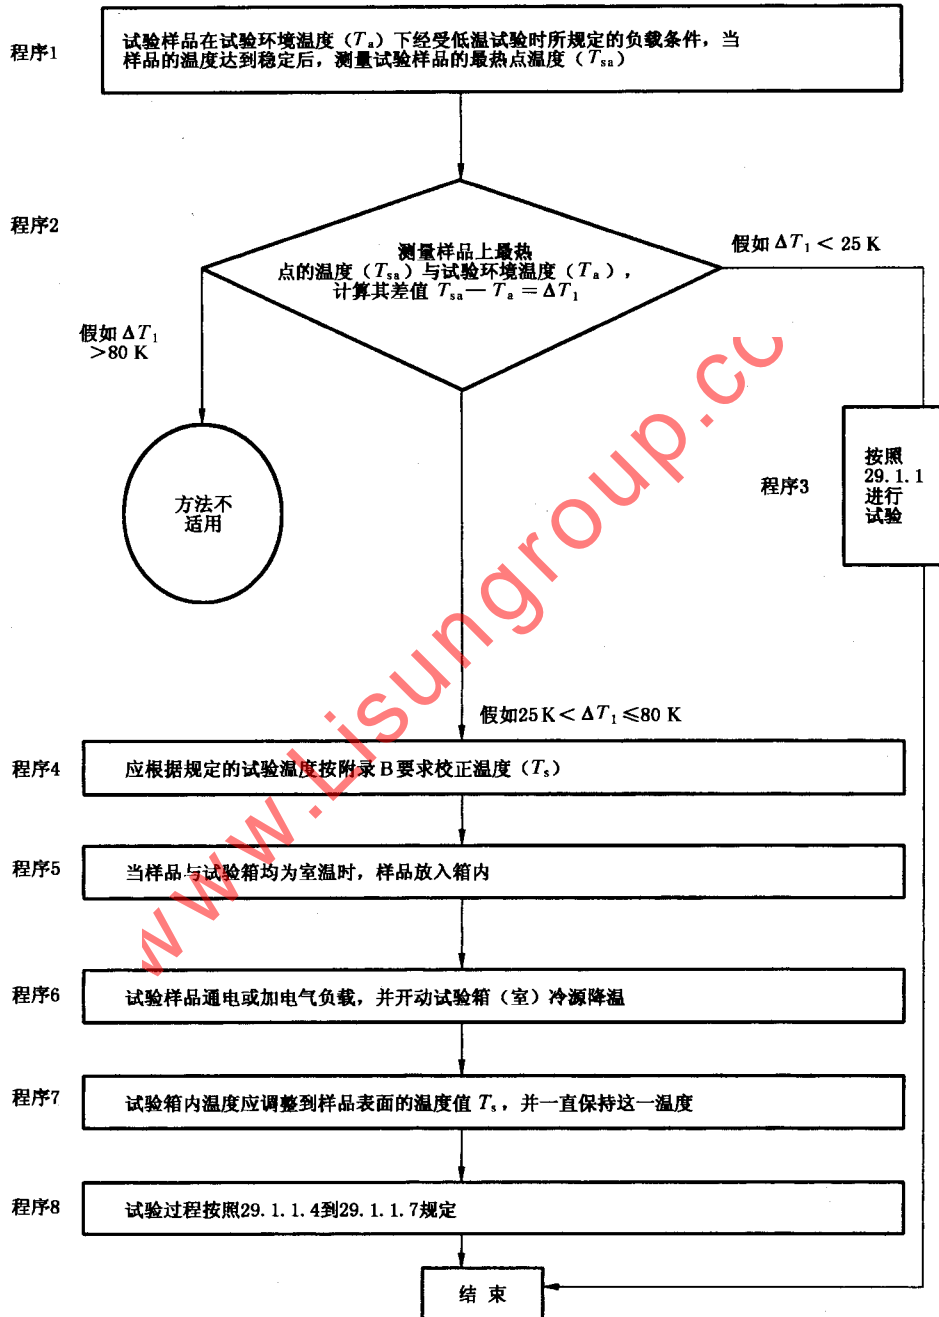 程序1
试验样品在试验环境温度（Ta）下经受低温试验时所规定的负载条件，当
样品的温度达到稳定后，测量试验样品的最热点温度（Tsa）
程序2
测量样品上最热
点的温度（Tsa）与试验环境温度（Ta），
计算其差值 Tsa— Ta＝ΔT1
假如 ΔT1＜25 K
假如 ΔT1
＞80 K
方法不
适用
程序3
按照
29.1.1
进行
试验
假如25 K＜ΔT1≤80 K
程序4
应根据规定的试验温度按附录 B 要求校正温度（Ts）
程序5
当样品与试验箱均为室温时，样品放入箱内
程序6
试验样品通电或加电气负载，并开动试验箱（室）冷源降温
程序7
试验箱内温度应调整到样品表面的温度值 Ts，并一直保持这一温度
程序8
试验过程按照29.1.1.4到29.1.1.7规定
结 束
www.Lisungroup.co